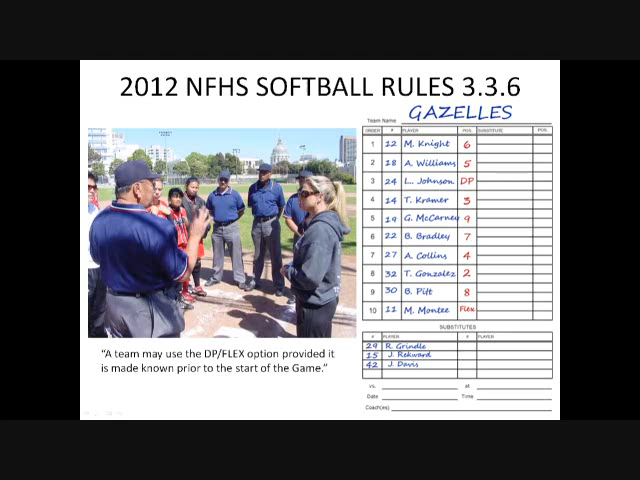 2012 NFHS SOFTBALL RULES 3.3.6
Team Name GAZELLES
ORDER # PLAYER POS. SUBSTITUTE POS.
1 12 M. Knight 6
2 18 A. Williams 5
3 24 L. Johnson DP
4 14 T. Kramer 3
5 19 G. McCarney 9
6 22 B. Bradley 7
7 27 A. Collins 4
8 32 T. Gonzalez 2
9 30 B. Pitt 8
10 11 M. Montee Flex
SUBSTITUTES
# PLAYER # PLAYER
29 R. Grindle
15 J. Rekward
42 J. Davis
vs. at
Date Time
Coach(es)
"A team may use the DP/FLEX option provided it
is made known prior to the start of the Game."